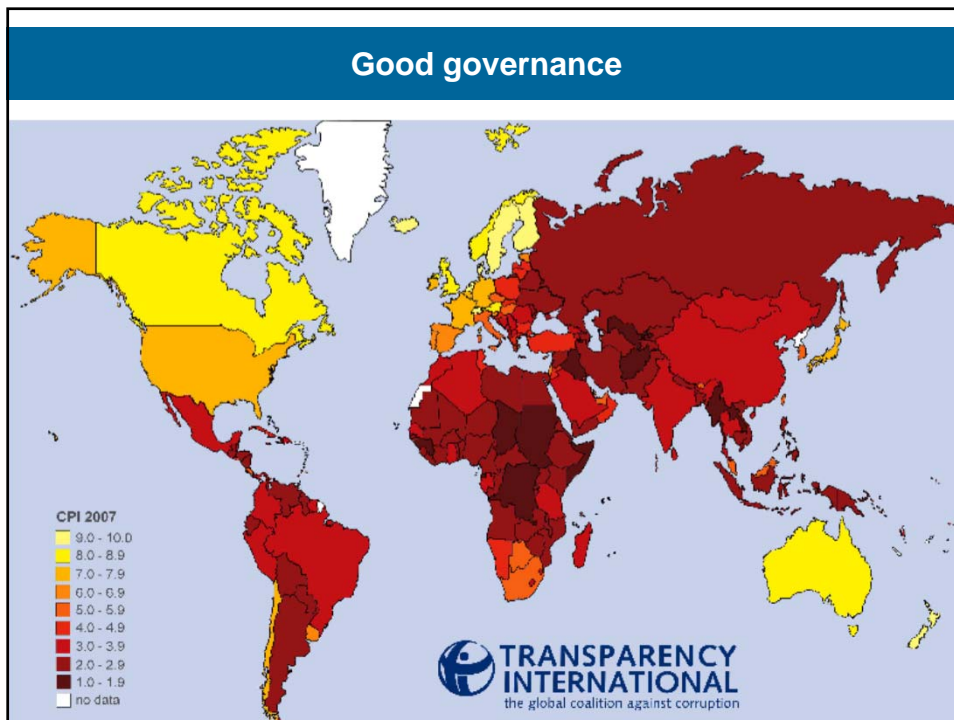 Good governance
CPI 2007
9.0 - 10.0
8.0 - 8.9
7.0 - 7.9
6.0 - 6.9
5.0 - 5.9
4.0 - 4.9
3.0 - 3.9
2.0 - 2.9
1.0 - 1.9
no data
TRANSPARENCY
INTERNATIONAL
the global coalition against corruption